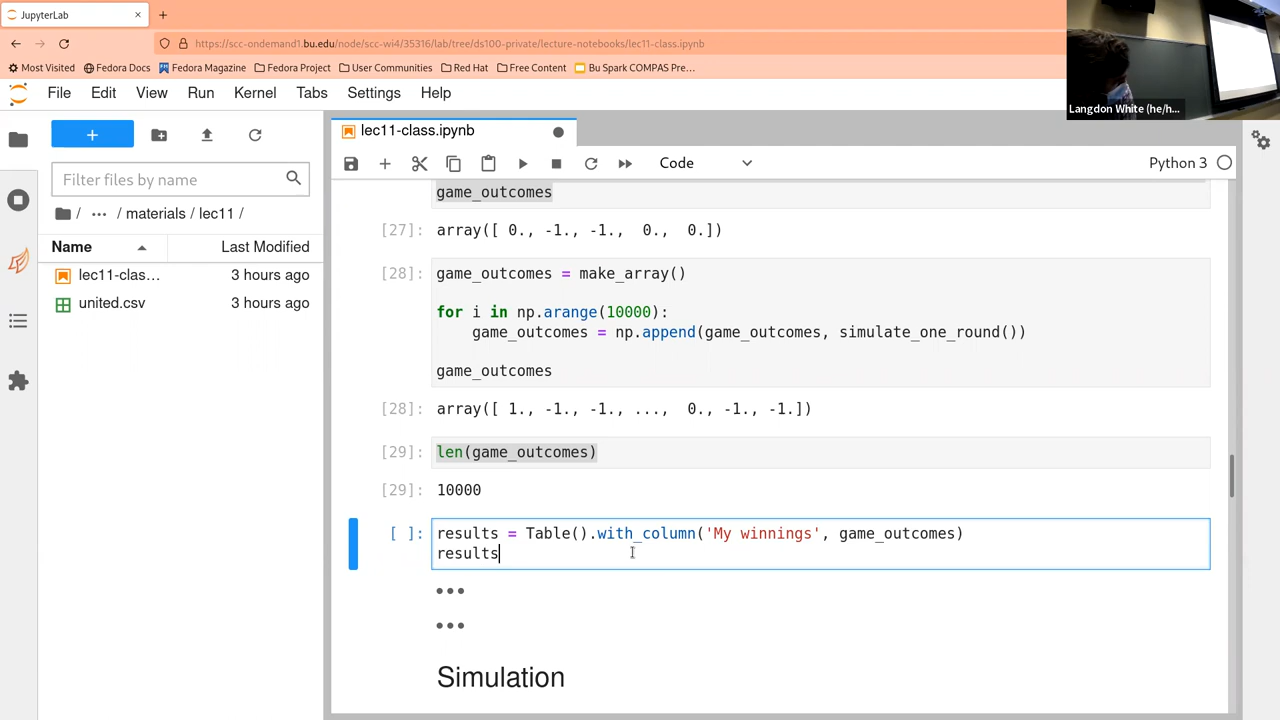 JupyterLab
https://scc-ondemand1.bu.edu/node/scc-wi4/35316/lab/tree/ds100-private/lecture-notebooks/lec11-class.ipynb
Most Visited Fedora Docs Fedora Magazine Fedora Project User Communities Red Hat Free Content Bu Spark COMPAS Pre...
Langdon White (he/h...
File Edit View Run Kernel Tabs Settings Help
lec11-class.ipynb
Code
Python 3
Filter files by name
/ ... / materials / lec11 /
Name Last Modified
lec11-clas... 3 hours ago
united.csv 3 hours ago
game_outcomes
[27]: array([ 0., -1., -1., 0., 0.])
[28]: game_outcomes = make_array()
for i in np.arange(10000):
game_outcomes = np.append(game_outcomes, simulate_one_round())
game_outcomes
[28]: array([ 1., -1., -1., ..., 0., -1., -1.])
[29]: len(game_outcomes)
[29]: 10000
[ ]: results = Table().with_column('My winnings', game_outcomes)
results
Simulation